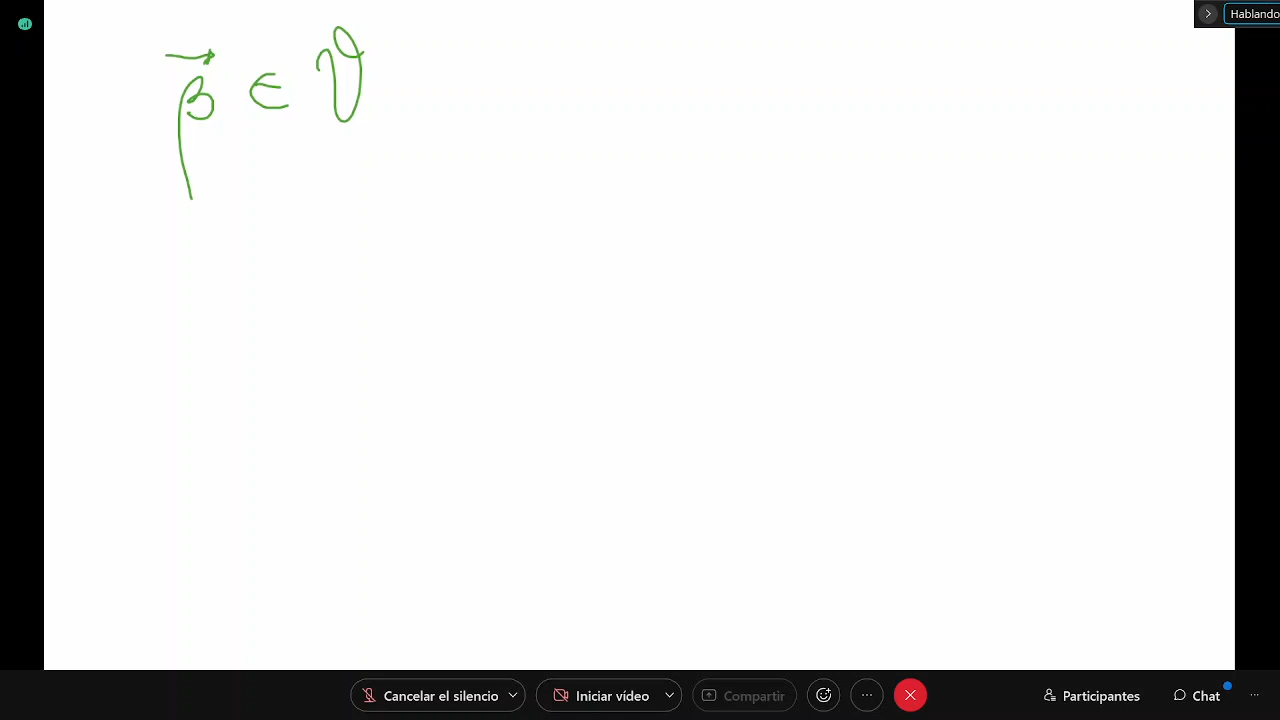 Hablando
β⃗ ∈ 𝒱
Cancelar el silencio Iniciar vídeo Compartir Participantes Chat